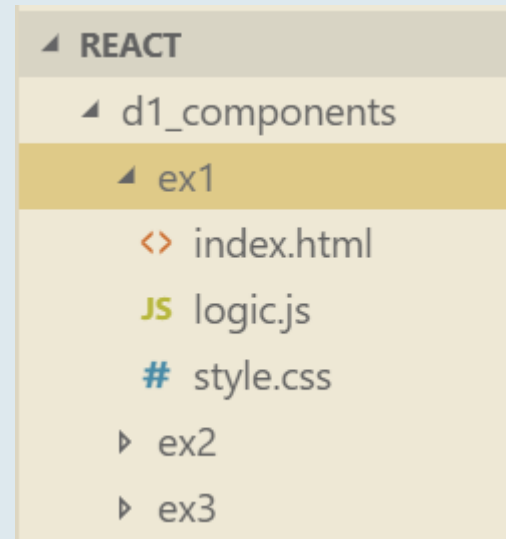 REACT
d1_components
ex1
<> index.html
JS logic.js
# style.css
ex2
ex3